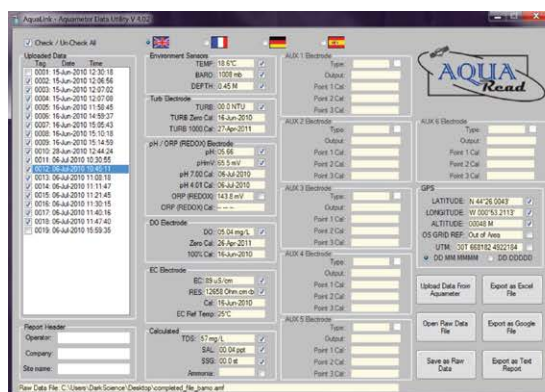 AquaLink - Aquameter Data Utility V 4.02
Check / Un-Check All
Uploaded Data
Tag Date Time
0001: 15-Jun-2010 12:30:18
0002: 15-Jun-2010 12:06:56
0003: 15-Jun-2010 12:07:02
0004: 15-Jun-2010 12:07:08
0005: 16-Jun-2010 11:58:45
0006: 16-Jun-2010 14:59:37
0007: 16-Jun-2010 15:05:43
0008: 16-Jun-2010 15:10:18
0009: 16-Jun-2010 15:14:59
0010: 28-Jun-2010 12:44:24
0011: 06-Jul-2010 10:30:55
0012: 06-Jul-2010 10:40:11
0013: 06-Jul-2010 11:08:18
0014: 06-Jul-2010 11:11:47
0015: 06-Jul-2010 11:21:45
0016: 06-Jul-2010 11:30:15
0017: 06-Jul-2010 11:40:16
0018: 06-Jul-2010 11:47:40
0019: 06-Jul-2010 15:59:35
Report Header
Operator:
Company:
Site name:
Environment Sensors
TEMP: 18.6°C
BARO: 1008 mb
DEPTH: 0.45 M
Turb Electrode
TURB: 00.0 NTU
TURB Zero Cal: 16-Jun-2010
TURB 1000 Cal: 27-Apr-2011
pH / ORP (REDOX) Electrode
pH: 05.66
pHmV: 65.5 mV
pH 7.00 Cal: 06-Jul-2010
pH 4.01 Cal: 06-Jul-2010
ORP (REDOX): 143.8 mV
ORP (REDOX) Cal: -- --- --
DO Electrode
DO: 05.04 mg/L
Zero Cal: 26-Apr-2011
100% Cal: 16-Jun-2010
EC Electrode
EC: 89 uS/cm
RES: 12658 Ohm.cm
Cal: 16-Jun-2010
EC Ref Temp: 25°C
Calculated
TDS: 57 mg/L
SAL: 00.04 ppt
SSG: 00.0 st
Ammonia:
AUX 1 Electrode
Type:
Output:
Point 1 Cal:
Point 2 Cal:
Point 3 Cal:
AUX 2 Electrode
Type:
Output:
Point 1 Cal:
Point 2 Cal:
Point 3 Cal:
AUX 3 Electrode
Type:
Output:
Point 1 Cal:
Point 2 Cal:
Point 3 Cal:
AUX 4 Electrode
Type:
Output:
Point 1 Cal:
Point 2 Cal:
Point 3 Cal:
AUX 5 Electrode
Type:
Output:
Point 1 Cal:
Point 2 Cal:
Point 3 Cal:
AQUA
Read
AUX 6 Electrode
Type:
Output:
Point 1 Cal:
Point 2 Cal:
Point 3 Cal:
GPS
LATITUDE: N 44°26.0043'
LONGITUDE: W 000°53.2113'
ALTITUDE: 00048 M
OS GRID REF: Out of Area
UTM: 30T 668182 4922184
DD MM.MMMM DD.DDDDD
Upload Data From Aquameter
Export as Excel File
Open Raw Data File
Export as Google File
Save as Raw Data
Export as Text Report
Raw Data File: C:\Users\DarkScience\Desktop\completed_file_bamo.amf